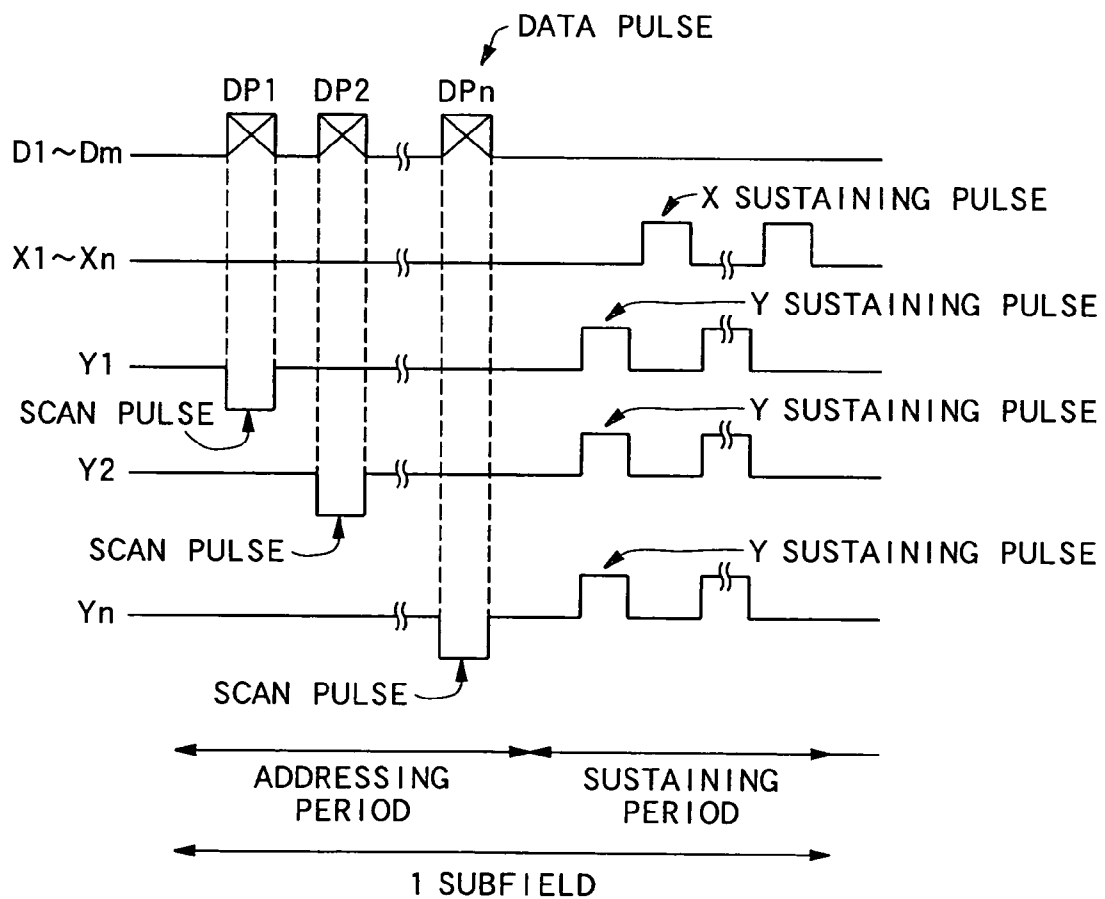 DATA PULSE
DP1 DP2 DPn
D1~Dm
X SUSTAINING PULSE
X1~Xn
Y SUSTAINING PULSE
Y1
SCAN PULSE
Y SUSTAINING PULSE
Y2
SCAN PULSE
Y SUSTAINING PULSE
Yn
SCAN PULSE
ADDRESSING
PERIOD
SUSTAINING
PERIOD
1 SUBFIELD